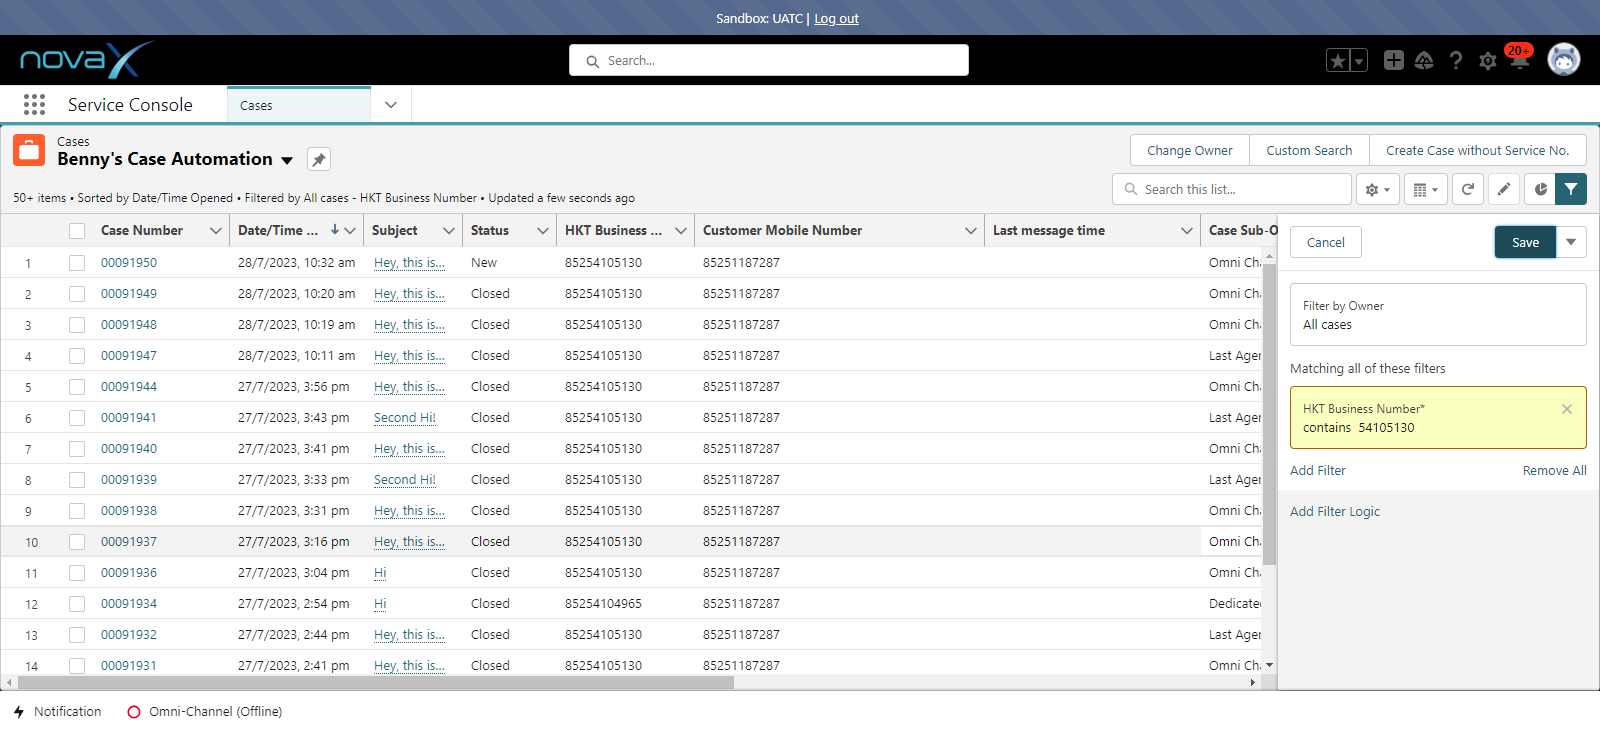 Sandbox: UATC | Log out
novaX
Search...
20+
Service Console
Cases
Cases
Benny's Case Automation
Change Owner
Custom Search
Create Case without Service No.
50+ items • Sorted by Date/Time Opened • Filtered by All cases - HKT Business Number • Updated a few seconds ago
Search this list...
Case Number Date/Time ... Subject Status HKT Business ... Customer Mobile Number Last message time Case Sub-O
1 00091950 28/7/2023, 10:32 am Hey, this is... New 85254105130 85251187287 Omni Cha
2 00091949 28/7/2023, 10:20 am Hey, this is... Closed 85254105130 85251187287 Omni Cha
3 00091948 28/7/2023, 10:19 am Hey, this is... Closed 85254105130 85251187287 Omni Cha
4 00091947 28/7/2023, 10:11 am Hey, this is... Closed 85254105130 85251187287 Last Agen
5 00091944 27/7/2023, 3:56 pm Hey, this is... Closed 85254105130 85251187287 Omni Cha
6 00091941 27/7/2023, 3:43 pm Second Hi! Closed 85254105130 85251187287 Last Agen
7 00091940 27/7/2023, 3:41 pm Hey, this is... Closed 85254105130 85251187287 Omni Cha
8 00091939 27/7/2023, 3:33 pm Second Hi! Closed 85254105130 85251187287 Last Agen
9 00091938 27/7/2023, 3:31 pm Hey, this is... Closed 85254105130 85251187287 Omni Cha
10 00091937 27/7/2023, 3:16 pm Hey, this is... Closed 85254105130 85251187287 Omni Cha
11 00091936 27/7/2023, 3:04 pm Hi Closed 85254105130 85251187287 Omni Cha
12 00091934 27/7/2023, 2:54 pm Hi Closed 85254104965 85251187287 Dedicated
13 00091932 27/7/2023, 2:44 pm Hey, this is... Closed 85254105130 85251187287 Last Agen
14 00091931 27/7/2023, 2:41 pm Hey, this is... Closed 85254105130 85251187287 Omni Cha
Cancel
Save
Filter by Owner
All cases
Matching all of these filters
HKT Business Number*
contains 54105130
Add Filter
Remove All
Add Filter Logic
Notification
Omni-Channel (Offline)